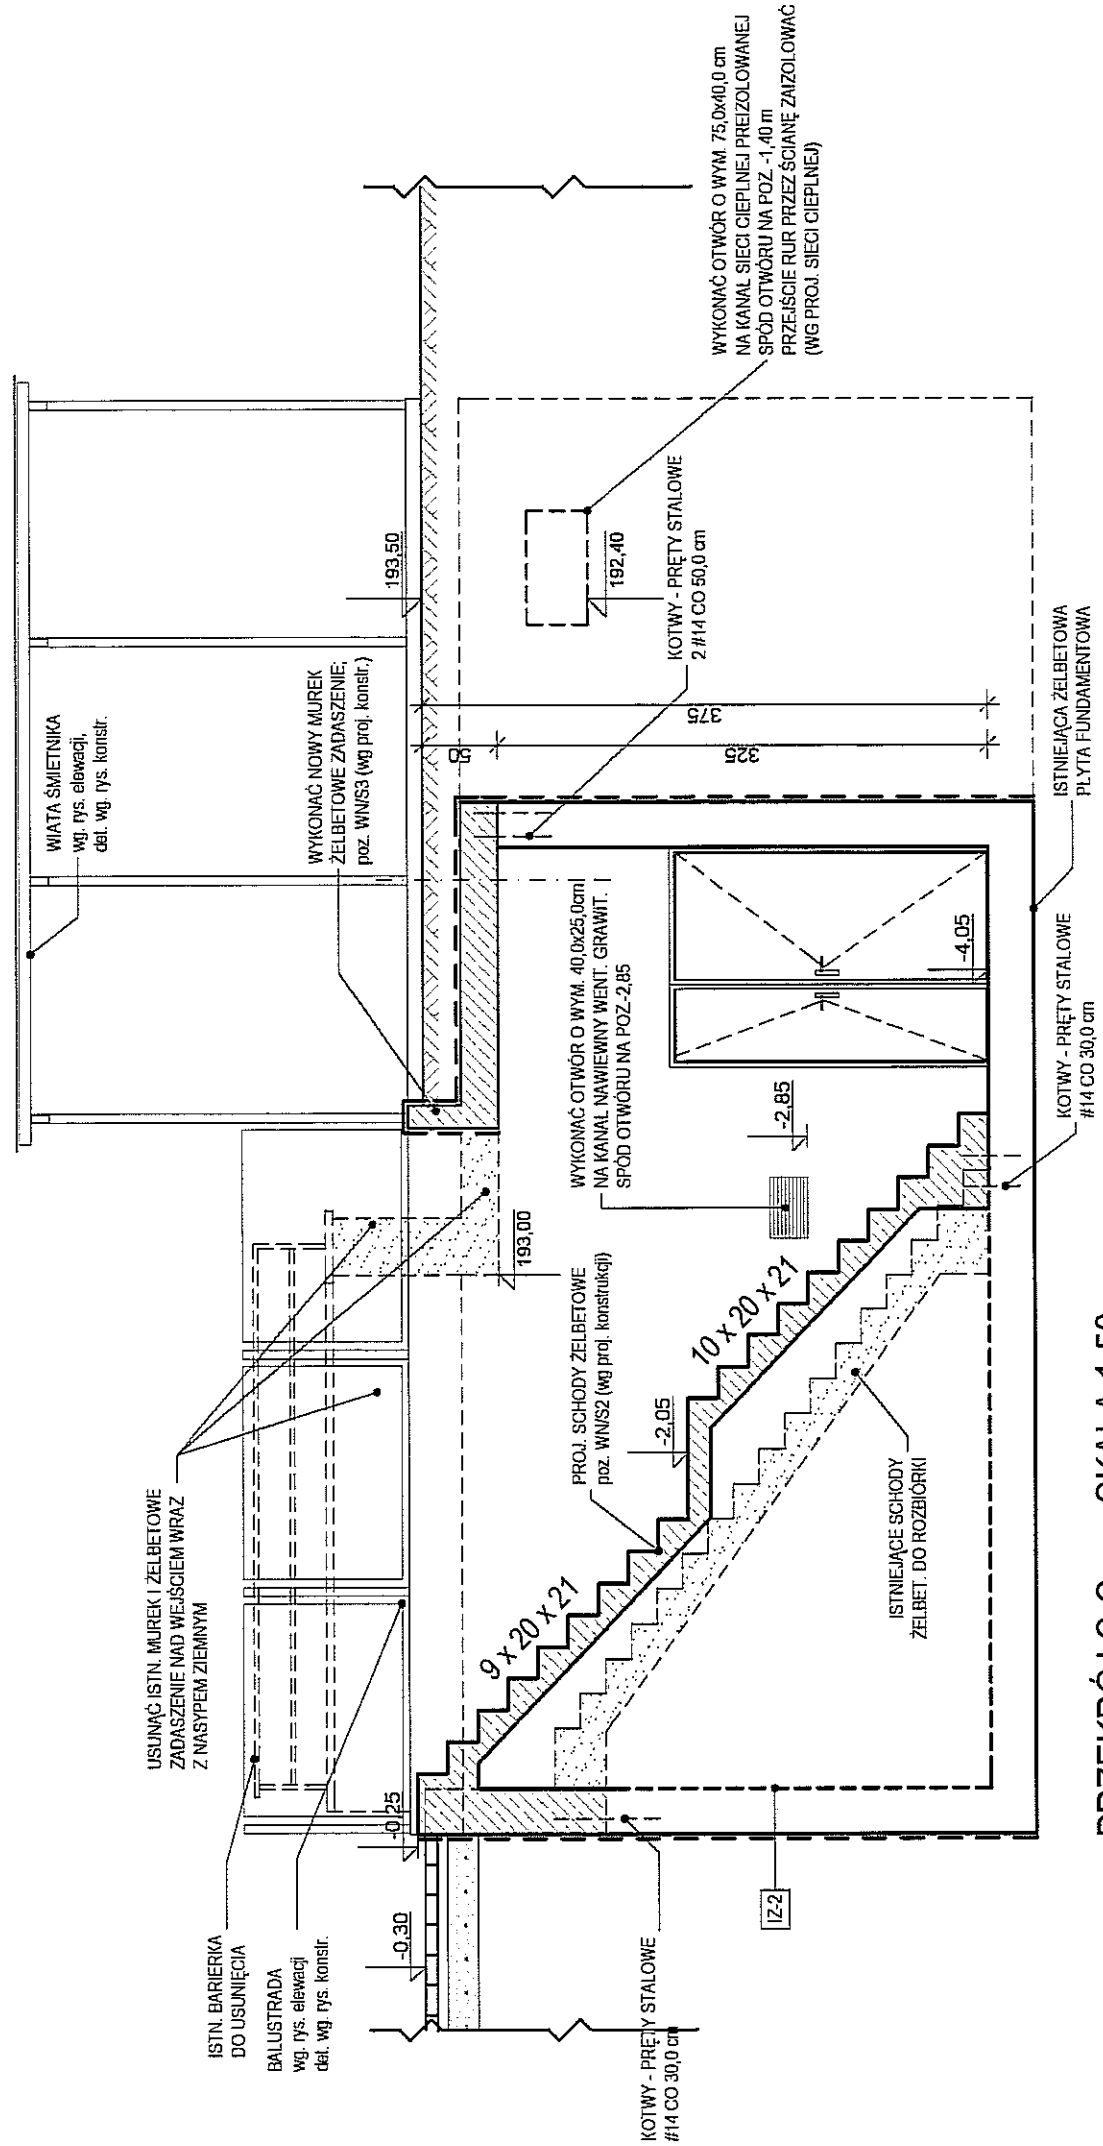 ISTN. BARIERKA
DO USUNIĘCIA
BALUSTRADA
wg. rys. elewacji
det. wg. rys. konstr.
USUNĄĆ ISTN. MUREK I ŻELBETOWE
ZADASZENIE NAD WEJŚCIEM WRAZ
Z NASYPEM ZIEMNYM
WIATA ŚMIETNIKA
wg. rys. elewacji,
det. wg. rys. konstr.
WYKONAĆ NOWY MUREK
ŻELBETOWE ZADASZENIE;
poz. WN/S3 (wg proj. konstr.)
193,50
-0,30
-0,25
193,00
50
325
375
192,40
WYKONAĆ OTWÓR O WYM. 75,0x40,0 cm
NA KANAŁ SIECI CIEPLNEJ PREIZOLOWANEJ
SPÓD OTWÓRU NA POZ. -1,40 m
PRZEJŚCIE RUR PRZEZ ŚCIANĘ ZAIZOLOWAĆ
(WG PROJ. SIECI CIEPLNEJ)
KOTWY - PRĘTY STALOWE
2 #14 CO 50,0 cm
PROJ. SCHODY ŻELBETOWE
poz. WN/S2 (wg proj. konstrukcji)
WYKONAĆ OTWÓR O WYM. 40,0x25,0cm
NA KANAŁ NAWIEWNY WENT. GRAWIT.
SPÓD OTWÓRU NA POZ-2,85
9 x 20 x 21
-2,05
10 x 20 x 21
-2,85
-4,05
KOTWY - PRĘTY STALOWE
#14 CO 30,0 cm
IZ-2
ISTNIEJĄCE SCHODY
ŻELBET. DO ROZBIÓRKI
KOTWY - PRĘTY STALOWE
#14 CO 30,0 cm
ISTNIEJĄCA ŻELBETOWA
PŁYTA FUNDAMENTOWA